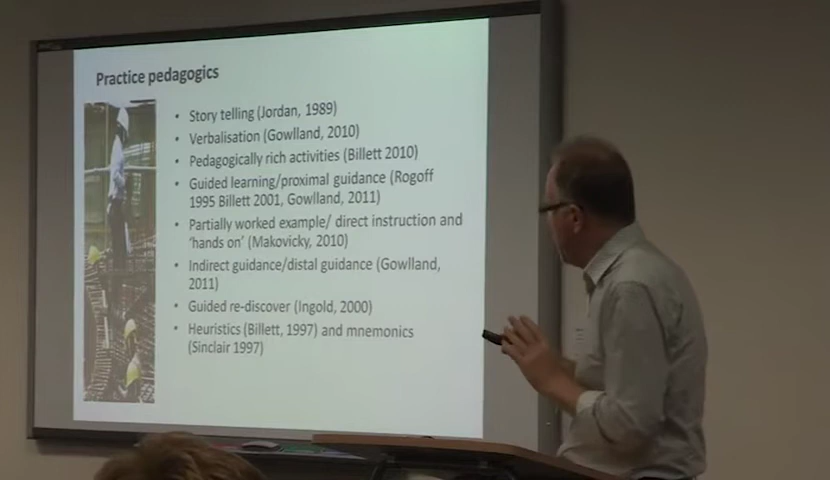 Practice pedagogics
• Story telling (Jordan, 1989)
• Verbalisation (Gowlland, 2010)
• Pedagogically rich activities (Billett 2010)
• Guided learning/proximal guidance (Rogoff
1995 Billett 2001, Gowlland, 2011)
• Partially worked example/ direct instruction and
‘hands on’ (Makovicky, 2010)
• Indirect guidance/distal guidance (Gowlland,
2011)
• Guided re-discover (Ingold, 2000)
• Heuristics (Billett, 1997) and mnemonics
(Sinclair 1997)